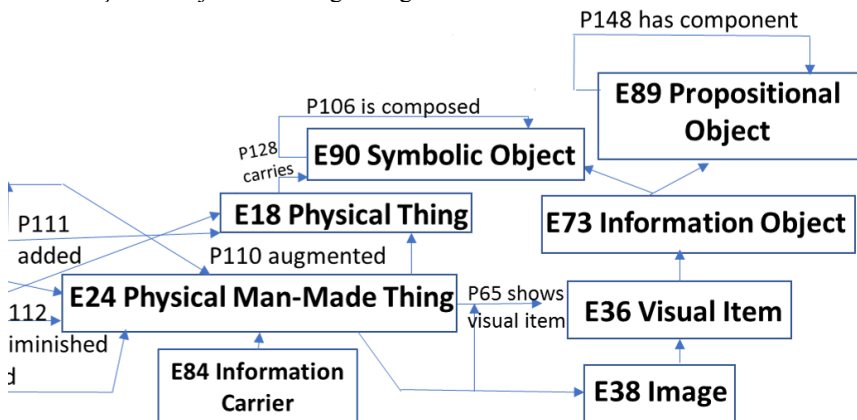 P148 has component
E89 Propositional
Object
P106 is composed
P128
carries
E90 Symbolic Object
E18 Physical Thing
E73 Information Object
P111
added
P110 augmented
E24 Physical Man-Made Thing
P65 shows
visual item
E36 Visual Item
112
iminished
d
E84 Information
Carrier
E38 Image